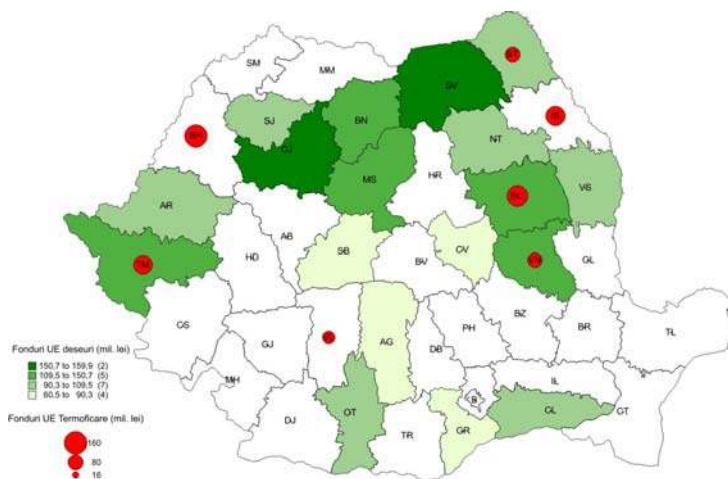 BT
SM
MM
SV
IS
SJ
BN
BH
CJ
NT
MS
HR
BC
VS
AR
AB
TM
HD
SB
BV
CV
VN
GL
CS
GJ
VL
AG
PH
BZ
BR
TL
DB
MH
IL
B
DJ
OT
TR
GR
CL
CT
Fonduri UE deseuri (mil. lei)
150,7 to 159,9 (2)
109,5 to 150,7 (5)
90,3 to 109,5 (7)
60,5 to 90,3 (4)
Fonduri UE Termoficare (mil. lei)
160
80
16